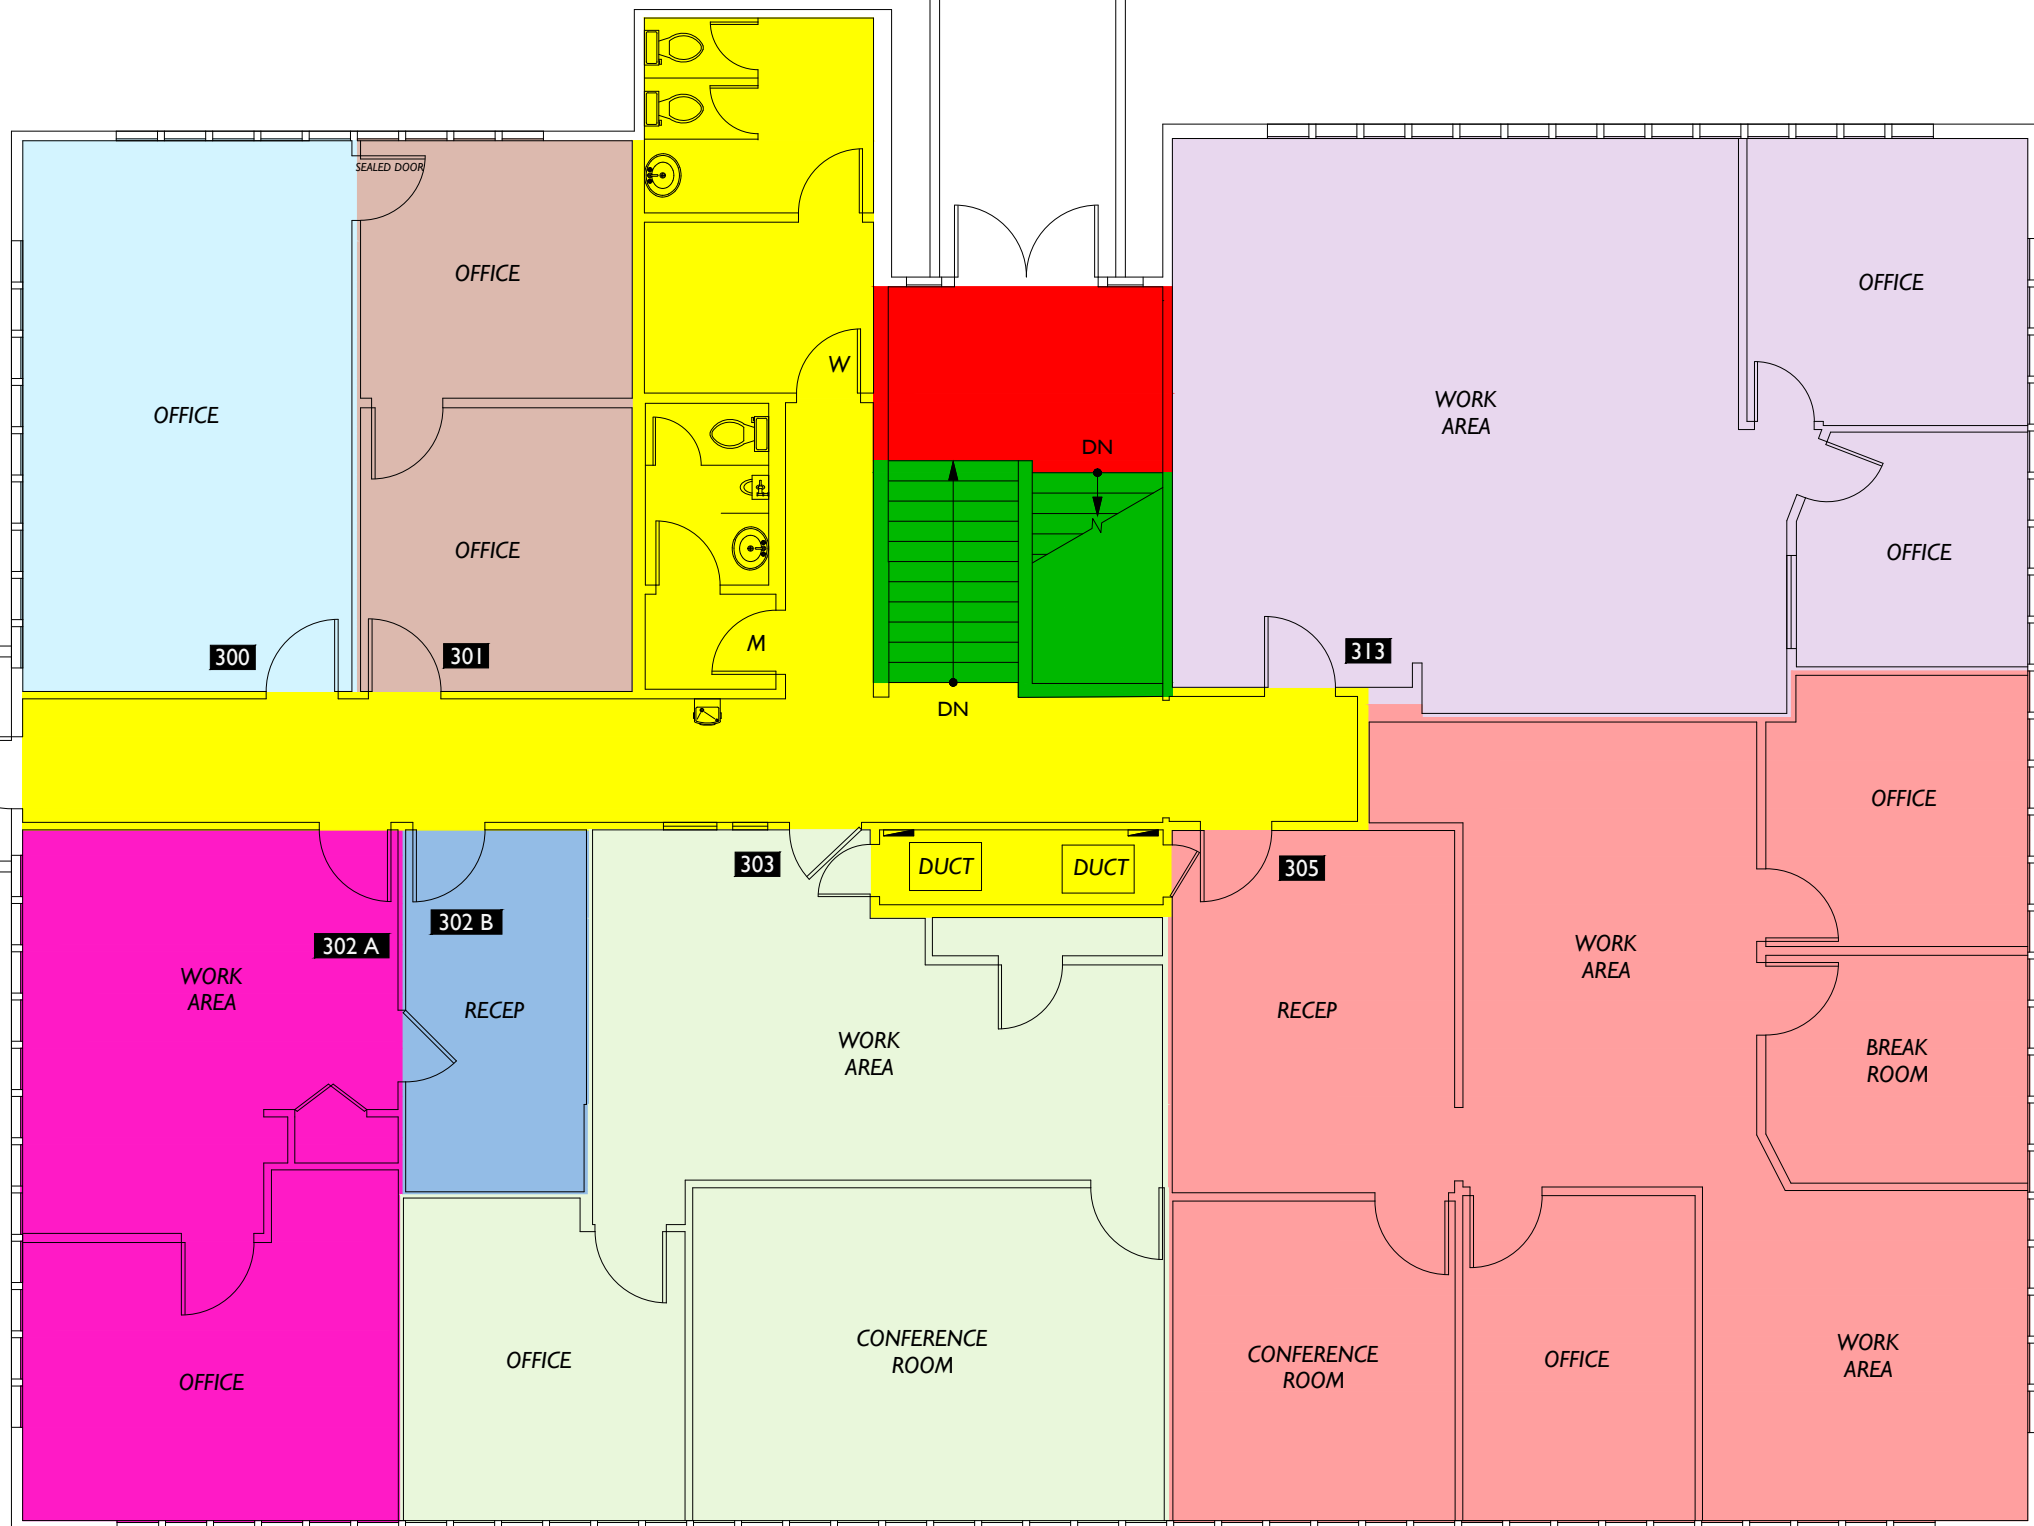 SEALED DOOR
OFFICE
OFFICE
W
WORK
AREA
OFFICE
DN
OFFICE
OFFICE
M
300
301
313
DN
OFFICE
303
DUCT
DUCT
305
302 B
302 A
WORK
AREA
WORK
AREA
RECEP
RECEP
WORK
AREA
BREAK
ROOM
CONFERENCE
ROOM
OFFICE
CONFERENCE
ROOM
OFFICE
WORK
AREA
OFFICE